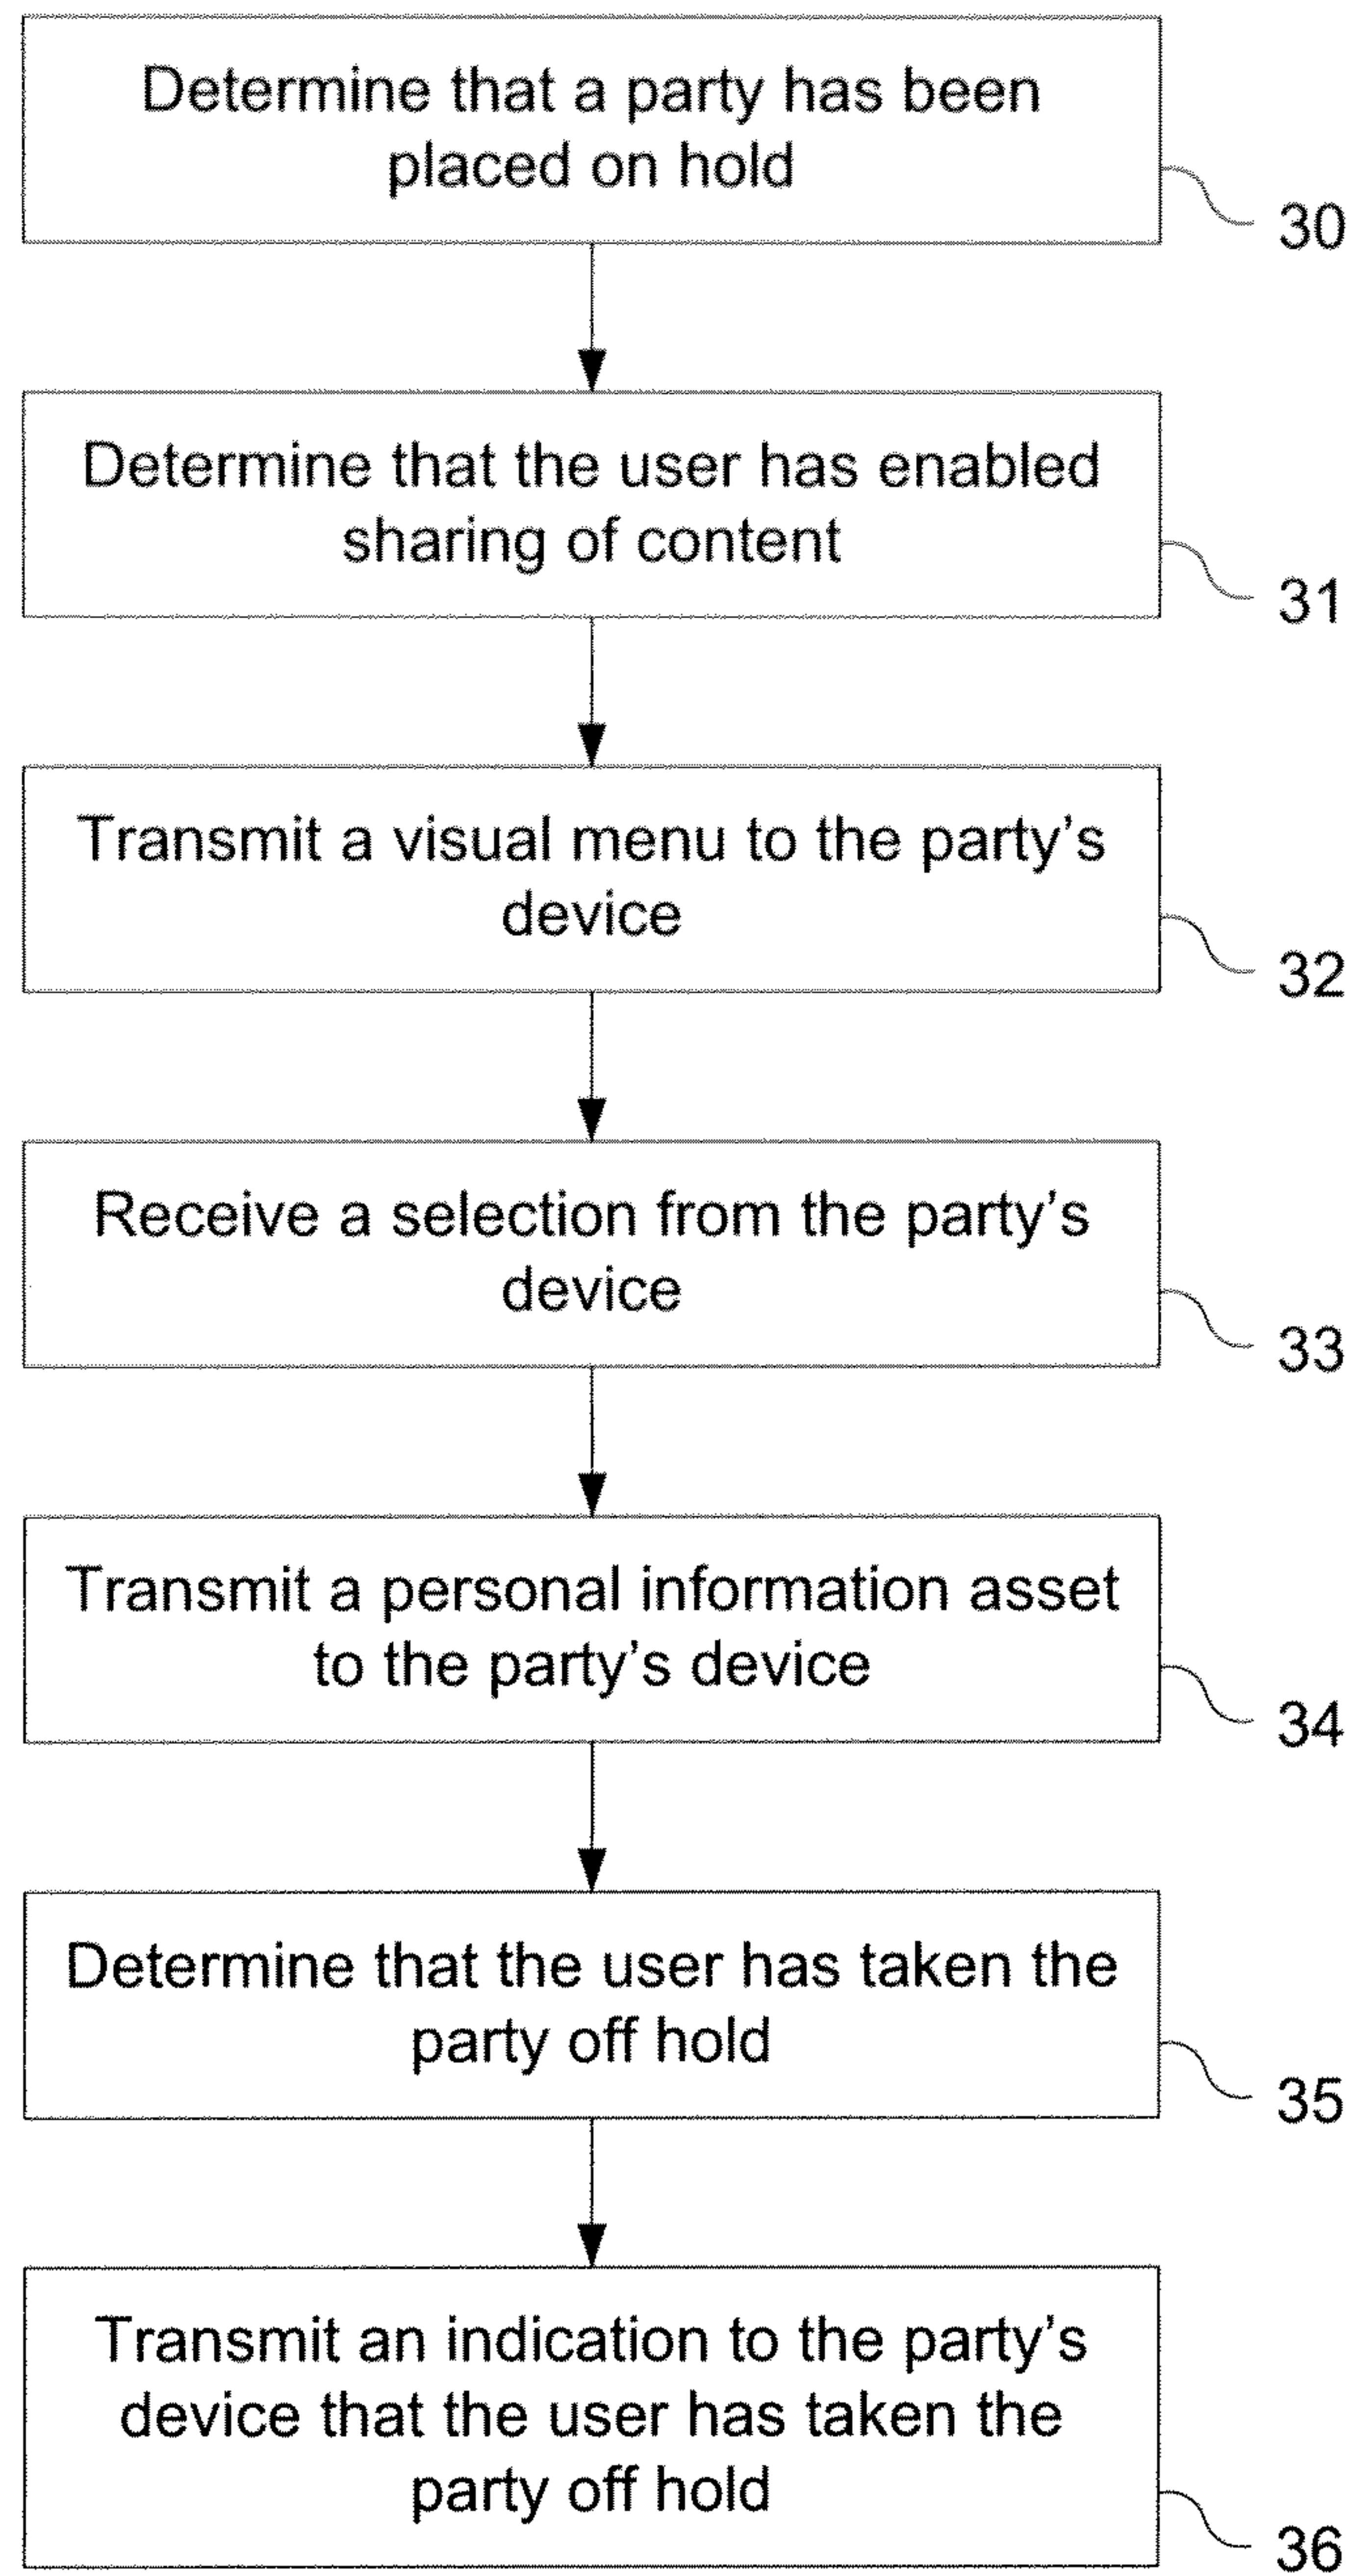 Determine that a party has been
placed on hold
30
Determine that the user has enabled
sharing of content
31
Transmit a visual menu to the party's
device
32
Receive a selection from the party's
device
33
Transmit a personal information asset
to the party's device
34
Determine that the user has taken the
party off hold
35
Transmit an indication to the party's
device that the user has taken the
party off hold
36